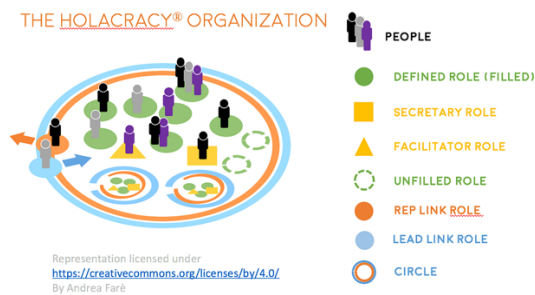 THE HOLACRACY® ORGANIZATION
PEOPLE
DEFINED ROLE (FILLED)
SECRETARY ROLE
FACILITATOR ROLE
UNFILLED ROLE
REP LINK ROLE
LEAD LINK ROLE
CIRCLE
Representation licensed under
https://creativecommons.org/licenses/by/4.0/
By Andrea Farè